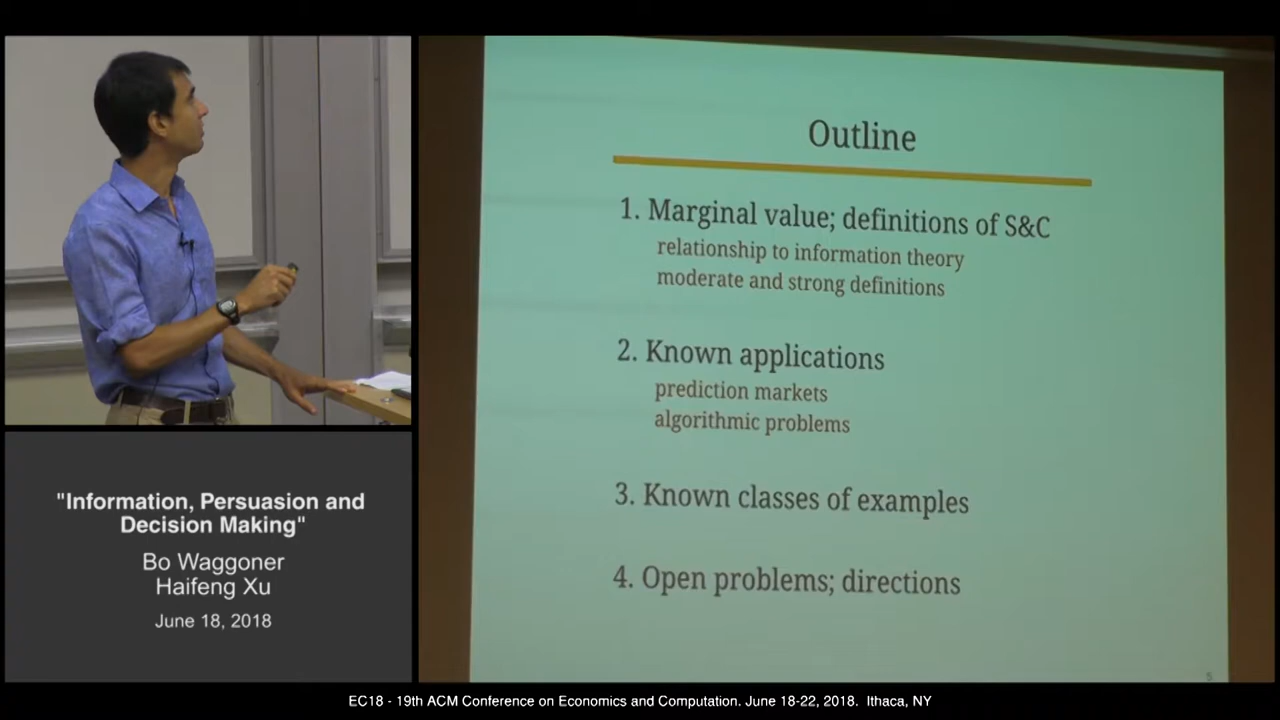 Outline
1. Marginal value; definitions of S&C
relationship to information theory
moderate and strong definitions
2. Known applications
prediction markets
algorithmic problems
3. Known classes of examples
4. Open problems; directions
5
"Information, Persuasion and
Decision Making"
Bo Waggoner
Haifeng Xu
June 18, 2018
EC18 - 19th ACM Conference on Economics and Computation. June 18-22, 2018. Ithaca, NY